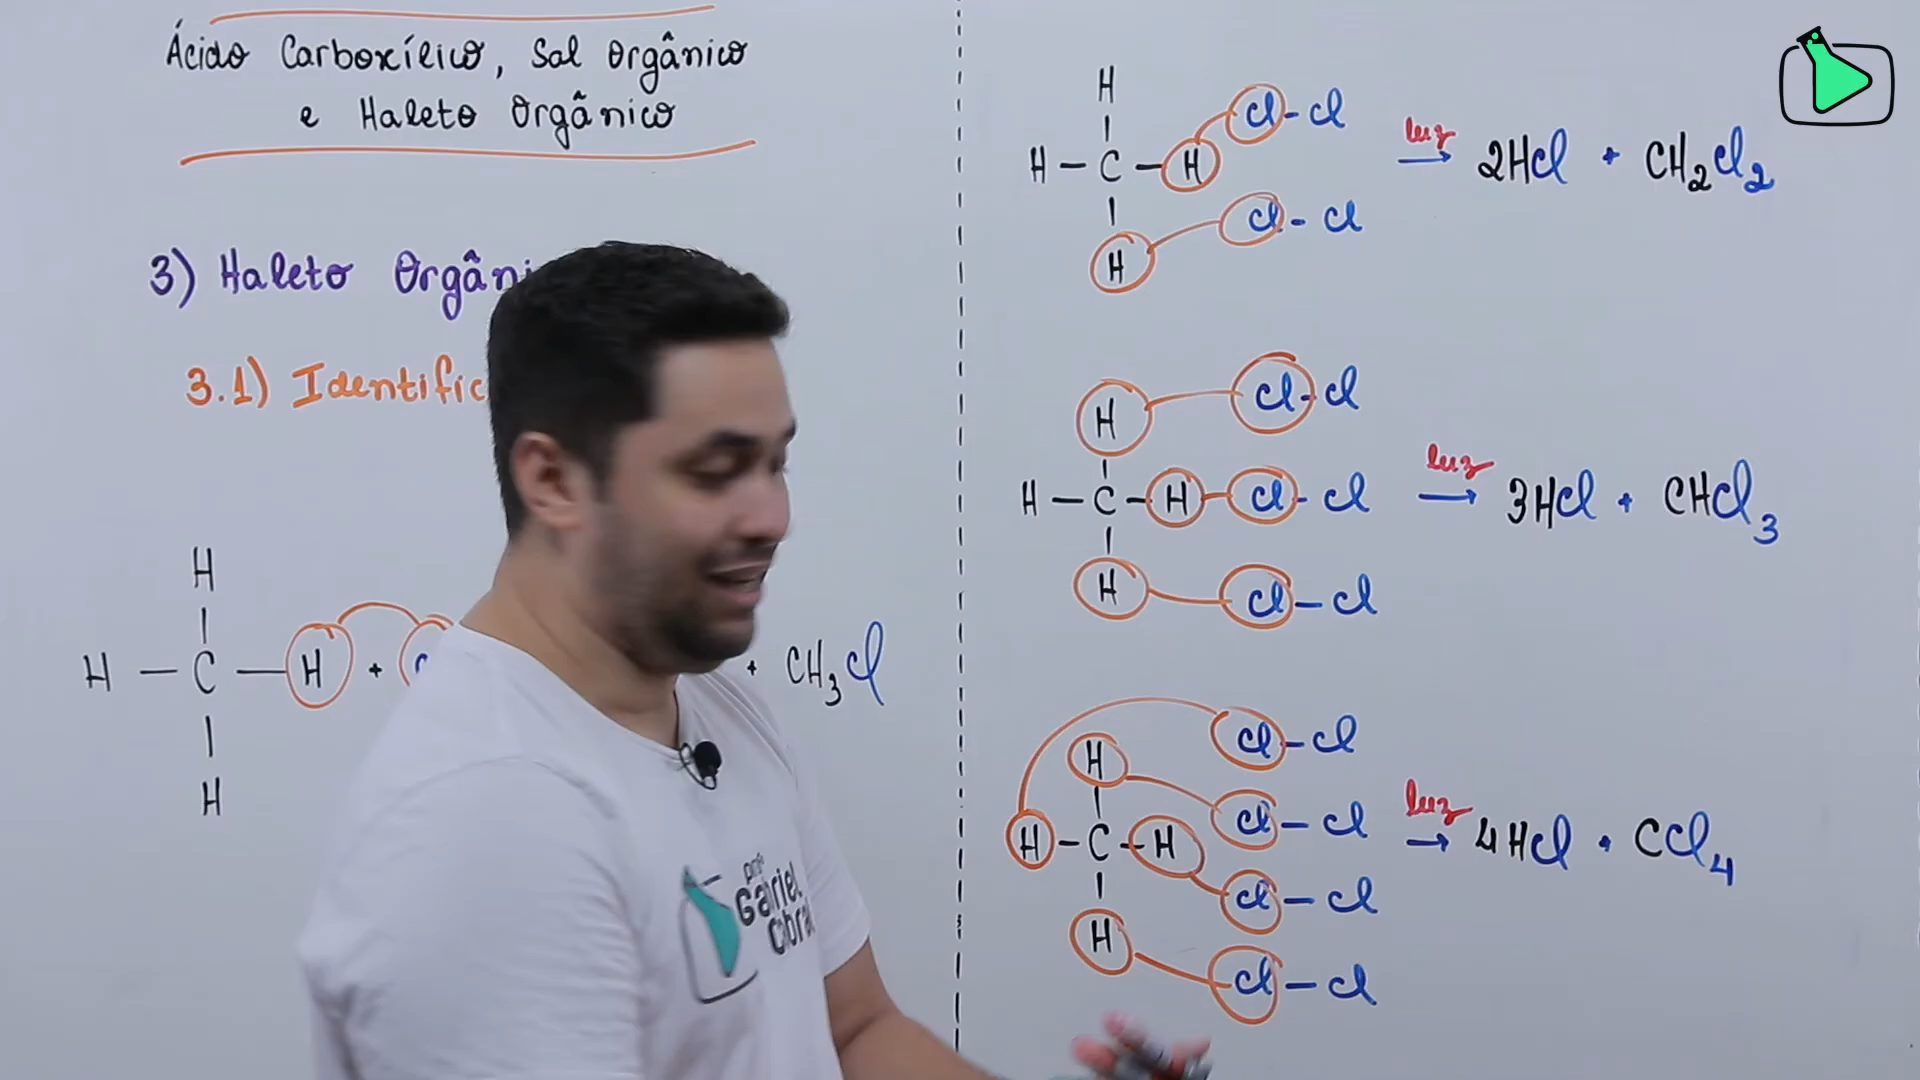 Ácido Carboxílico, Sal Orgânico
e Haleto Orgânico
3) Haleto Orgâni
3.1) Identific
H
H - C - H + C
H
+ CH3Cl
H
H - C - H Cl - Cl
H Cl - Cl
luz
→ 2HCl + CH2Cl2
H Cl - Cl
H - C - H - Cl - Cl
H Cl - Cl
luz
→ 3HCl + CHCl3
Cl - Cl
H Cl - Cl
H - C - H Cl - Cl
H Cl - Cl
luz
→ 4HCl + CCl4
prof
Gabriel
Cabral